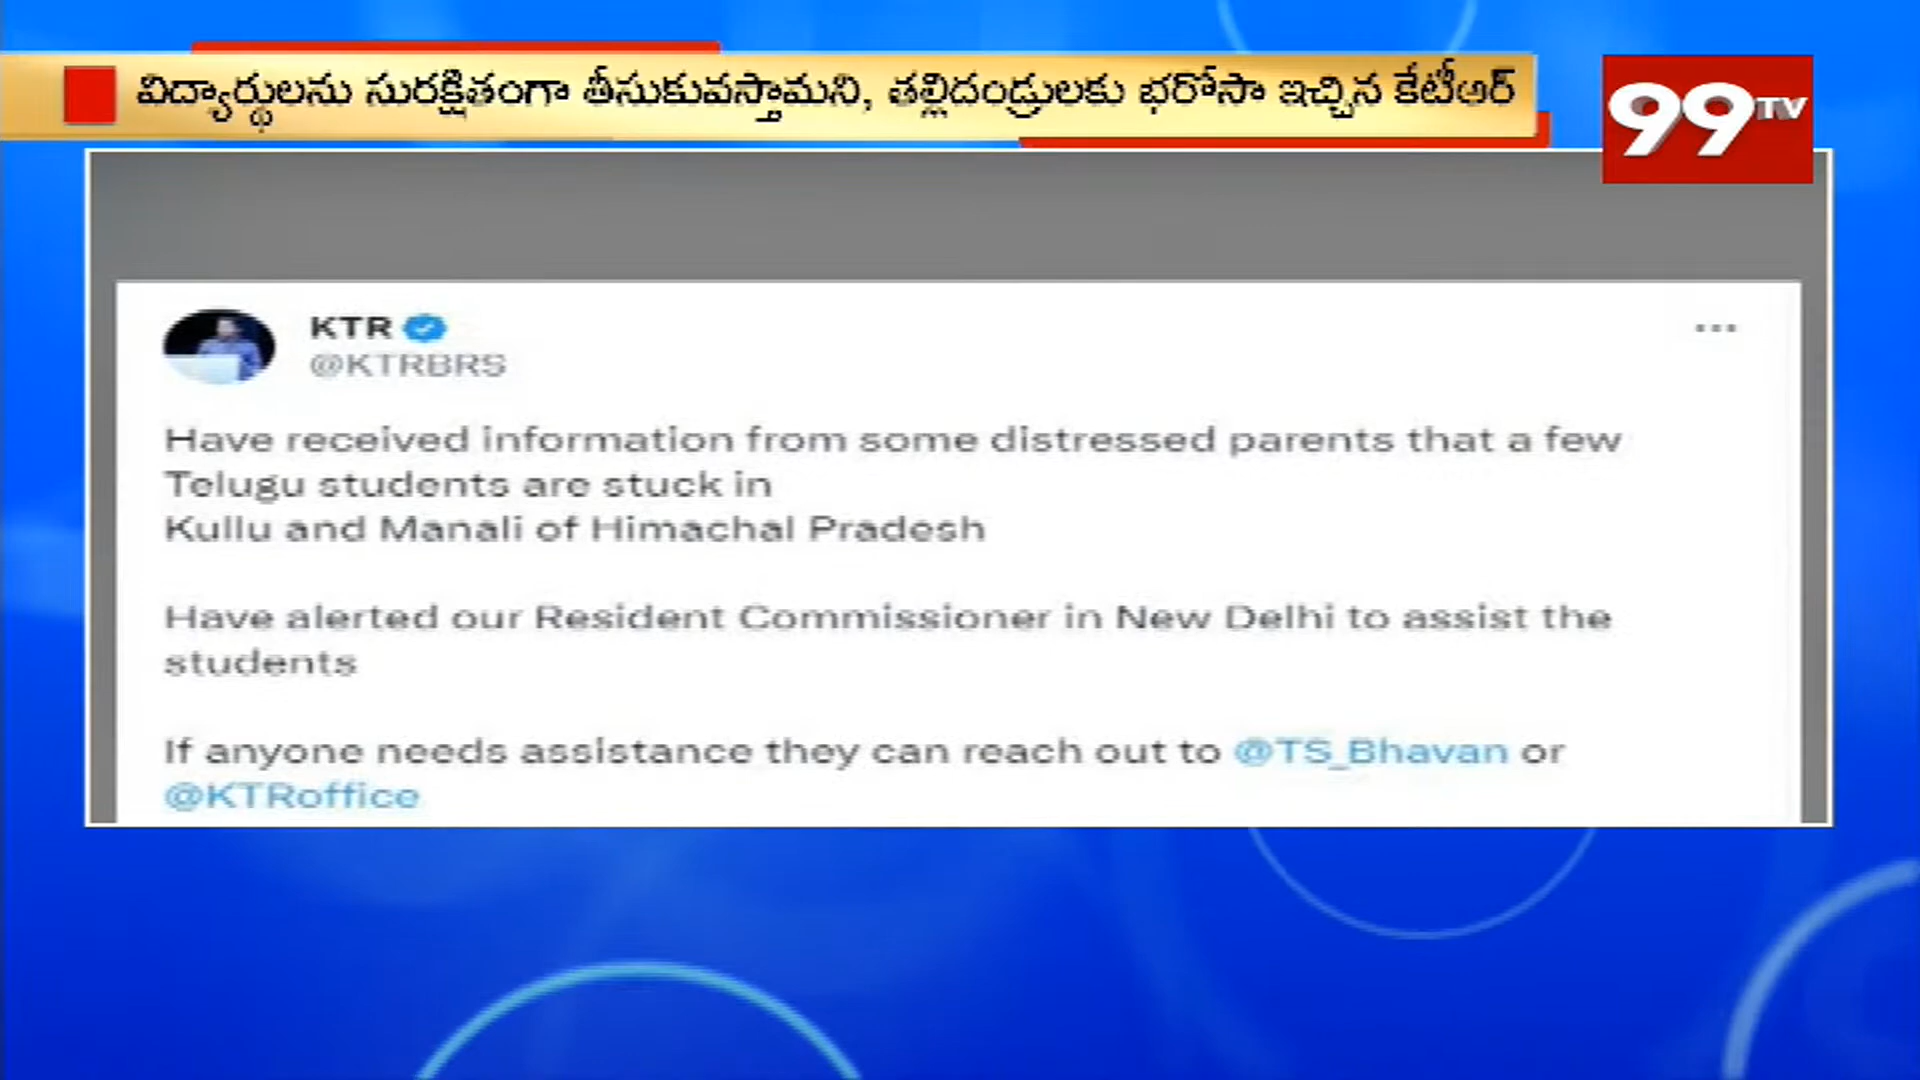 విద్యార్థులను సురక్షితంగా తీసుకువస్తామని, తల్లిదండ్రులకు భరోసా ఇచ్చిన కేటీఆర్
99TV
KTR
@KTRBRS
Have received information from some distressed parents that a few
Telugu students are stuck in
Kullu and Manali of Himachal Pradesh
Have alerted our Resident Commissioner in New Delhi to assist the
students
If anyone needs assistance they can reach out to @TS_Bhavan or
@KTRoffice